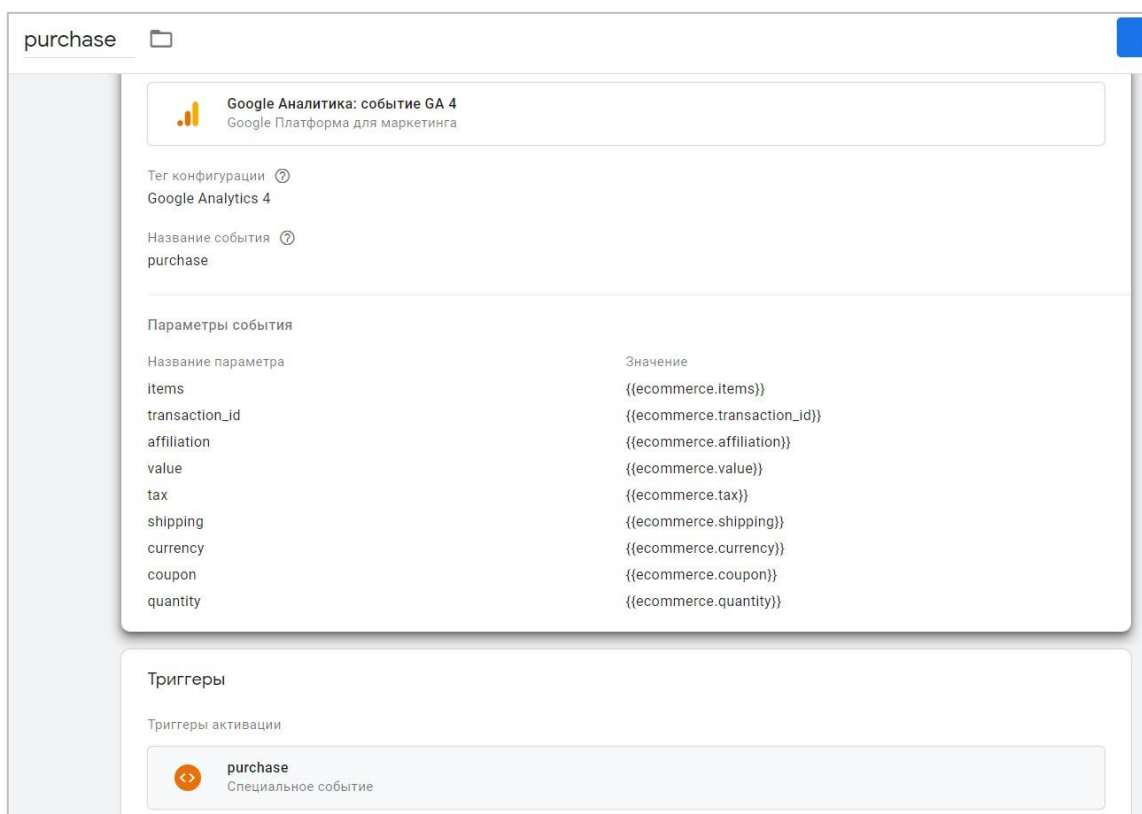 purchase
Google Аналитика: событие GA 4
Google Платформа для маркетинга
Тег конфигурации
Google Analytics 4
Название события
purchase
Параметры события
Название параметра Значение
items {{ecommerce.items}}
transaction_id {{ecommerce.transaction_id}}
affiliation {{ecommerce.affiliation}}
value {{ecommerce.value}}
tax {{ecommerce.tax}}
shipping {{ecommerce.shipping}}
currency {{ecommerce.currency}}
coupon {{ecommerce.coupon}}
quantity {{ecommerce.quantity}}
Триггеры
Триггеры активации
purchase
Специальное событие